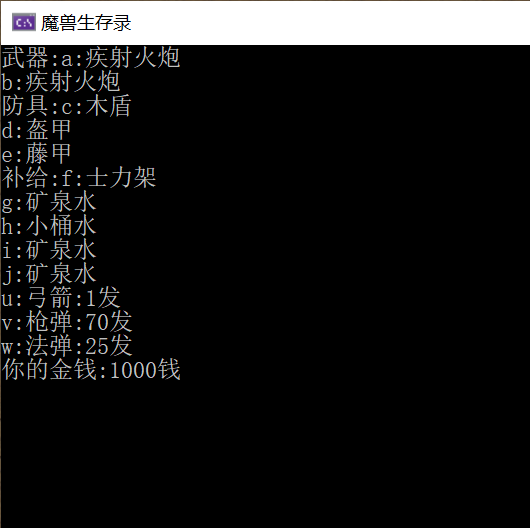 魔兽生存录
武器:a:疾射火炮
b:疾射火炮
防具:c:木盾
d:盔甲
e:藤甲
补给:f:士力架
g:矿泉水
h:小桶水
i:矿泉水
j:矿泉水
u:弓箭:1发
v:枪弹:70发
w:法弹:25发
你的金钱:1000钱